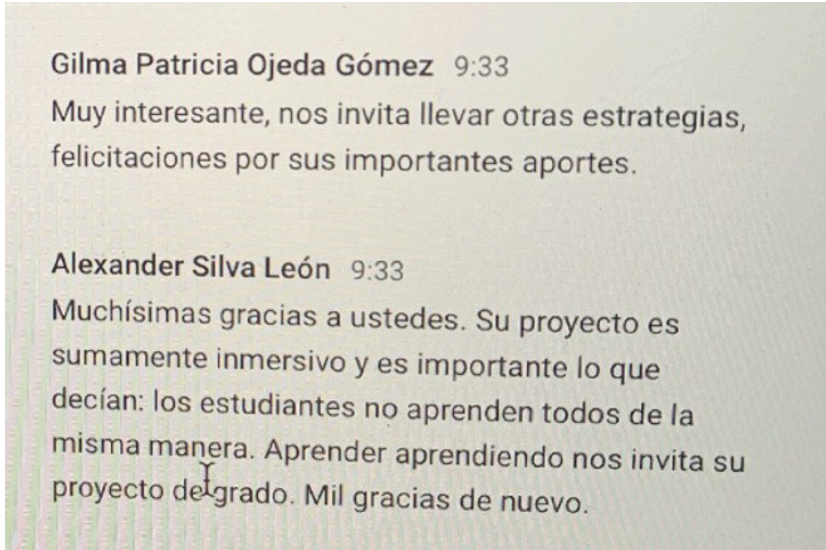 Gilma Patricia Ojeda Gómez 9:33
Muy interesante, nos invita llevar otras estrategias,
felicitaciones por sus importantes aportes.
Alexander Silva León 9:33
Muchísimas gracias a ustedes. Su proyecto es
sumamente inmersivo y es importante lo que
decían: los estudiantes no aprenden todos de la
misma manera. Aprender aprendiendo nos invita su
proyecto de grado. Mil gracias de nuevo.